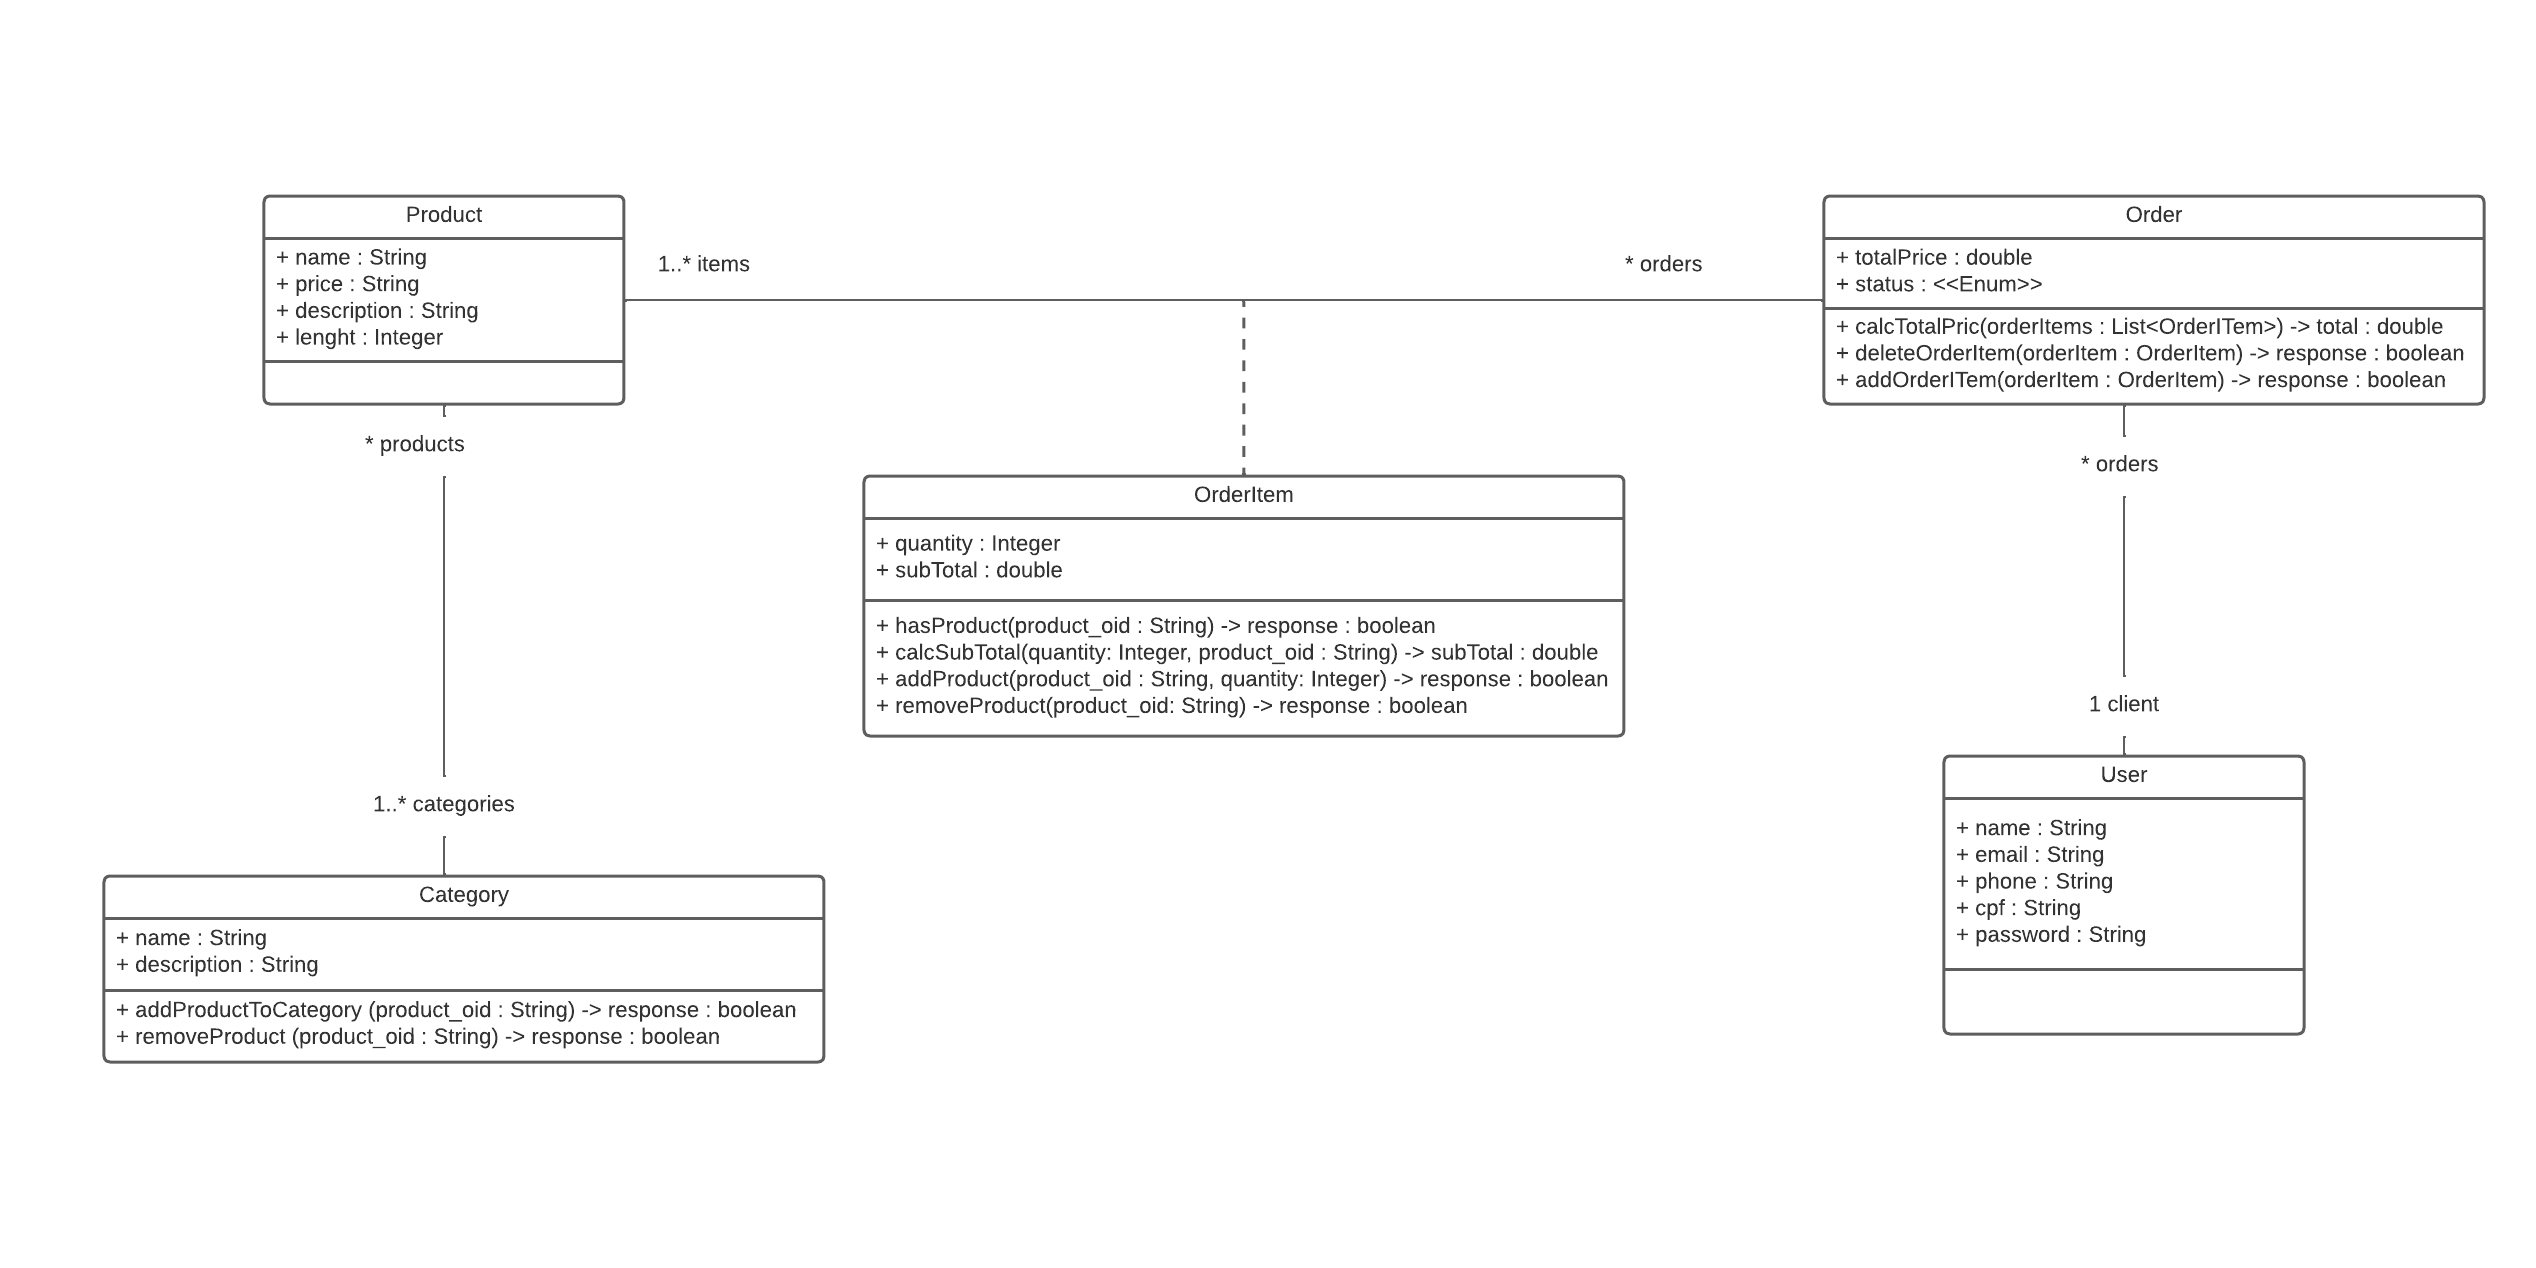 Product
+ name : String
+ price : String
+ description : String
+ lenght : Integer
1..* items
* orders
Order
+ totalPrice : double
+ status : <<Enum>>
+ calcTotalPric(orderItems : List<OrderITem>) -> total : double
+ deleteOrderItem(orderItem : OrderItem) -> response : boolean
+ addOrderITem(orderItem : OrderItem) -> response : boolean
* products
* orders
OrderItem
+ quantity : Integer
+ subTotal : double
+ hasProduct(product_oid : String) -> response : boolean
+ calcSubTotal(quantity: Integer, product_oid : String) -> subTotal : double
+ addProduct(product_oid : String, quantity: Integer) -> response : boolean
+ removeProduct(product_oid: String) -> response : boolean
1..* categories
1 client
Category
+ name : String
+ description : String
+ addProductToCategory (product_oid : String) -> response : boolean
+ removeProduct (product_oid : String) -> response : boolean
User
+ name : String
+ email : String
+ phone : String
+ cpf : String
+ password : String